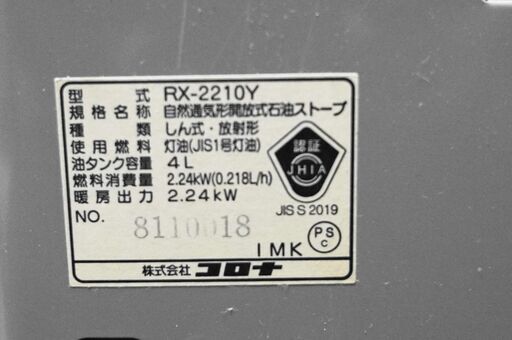 型 式 RX-2210Y
規格名称 自然通気形開放式石油ストーブ
種 類 しん式・放射形
使用燃料 灯油(JIS1号灯油)
油タンク容量 4L
燃料消費量 2.24kW(0.218L/h)
暖房出力 2.24kW
認証
JHIA
JIS S 2019
NO. 8110018
IMK
PS
C
株式会社 コロナ